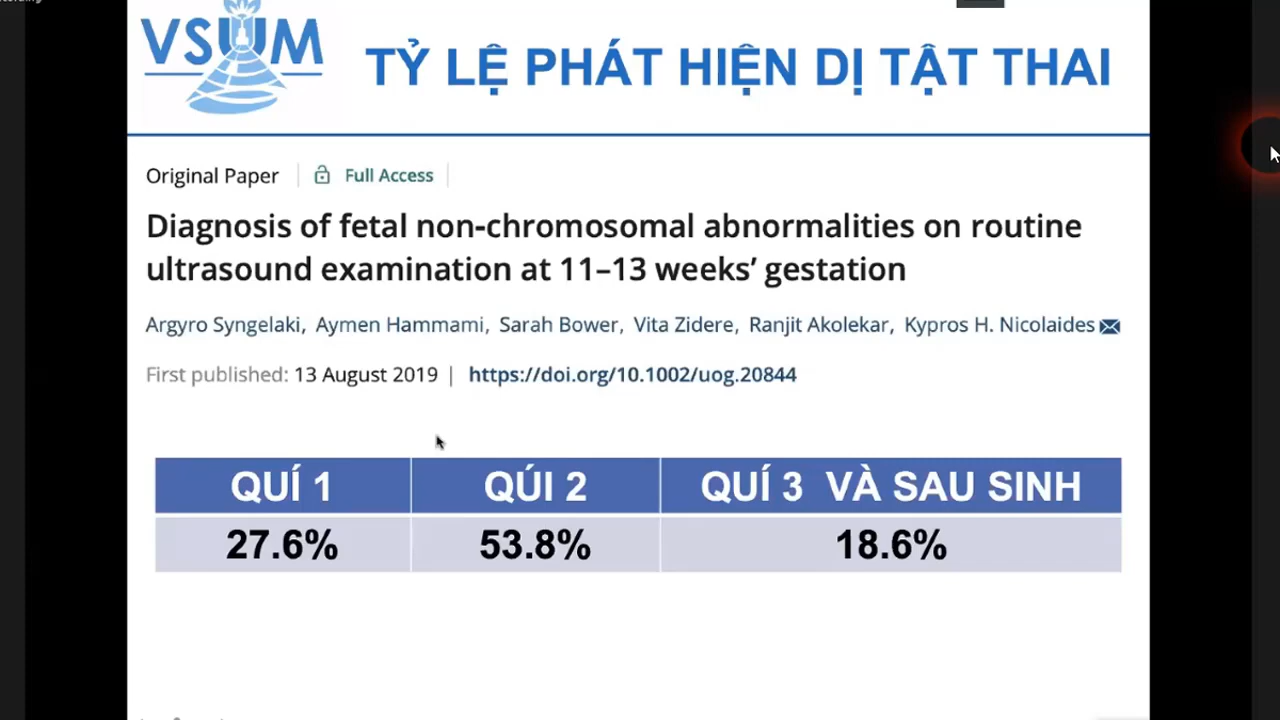 VSUM
TỶ LỆ PHÁT HIỆN DỊ TẬT THAI
Original Paper | Full Access |
Diagnosis of fetal non-chromosomal abnormalities on routine
ultrasound examination at 11–13 weeks’ gestation
Argyro Syngelaki, Aymen Hammami, Sarah Bower, Vita Zidere, Ranjit Akolekar, Kypros H. Nicolaides
First published: 13 August 2019 | https://doi.org/10.1002/uog.20844
QUÍ 1 QÚI 2 QUÍ 3 VÀ SAU SINH
27.6% 53.8% 18.6%